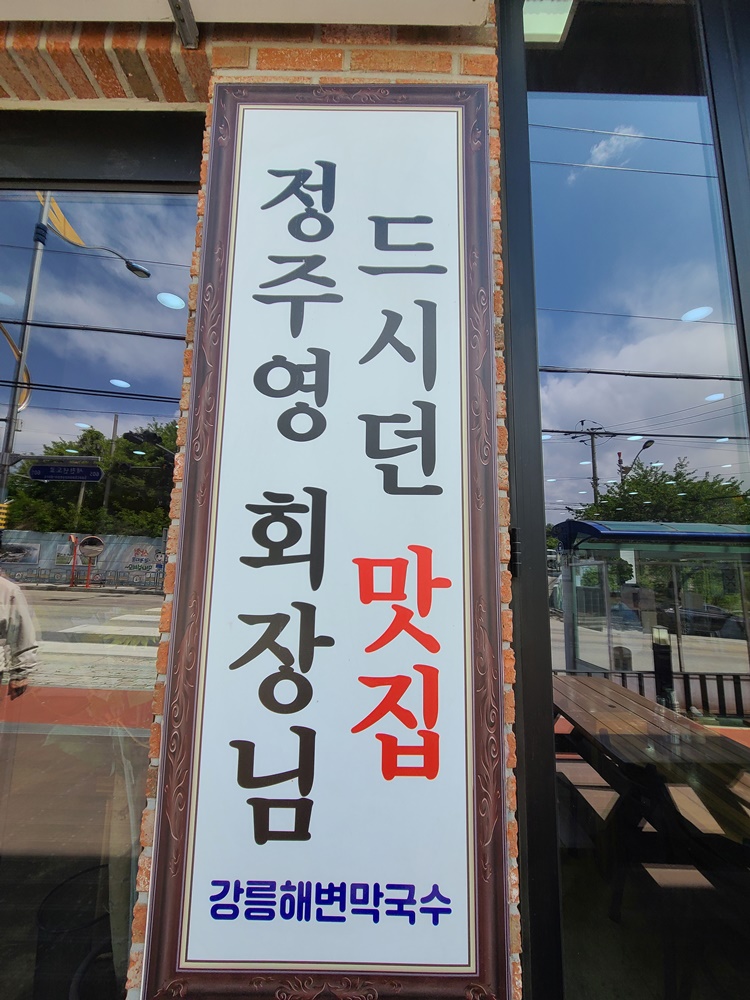 정주영 회장님
드시던 맛집
강릉해변막국수